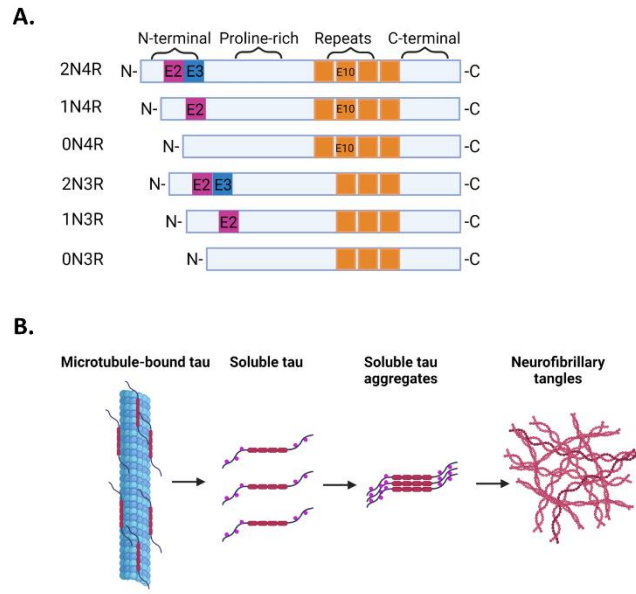 A.
N-terminal Proline-rich Repeats C-terminal
2N4R N- E2 E3 E10 -C
1N4R N- E2 E10 -C
0N4R N- E10 -C
2N3R N- E2 E3 -C
1N3R N- E2 -C
0N3R N- -C
B.
Microtubule-bound tau Soluble tau Soluble tau Neurofibrillary
aggregates tangles